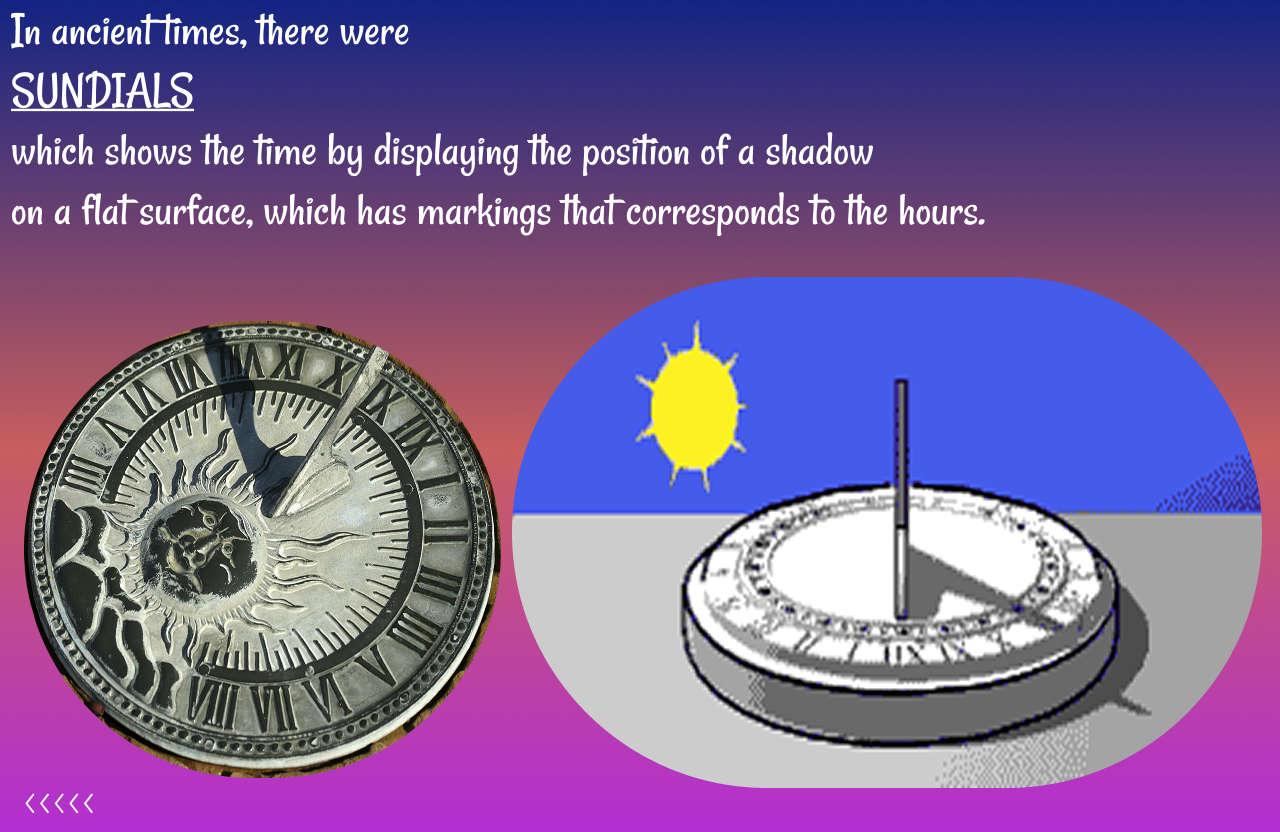 In ancient times, there were
SUNDIALS
which shows the time by displaying the position of a shadow
on a flat surface, which has markings that corresponds to the hours.
IIII V VI VII VIII IX X XI XII I II III IIII V VI VII VIII
<<<<<